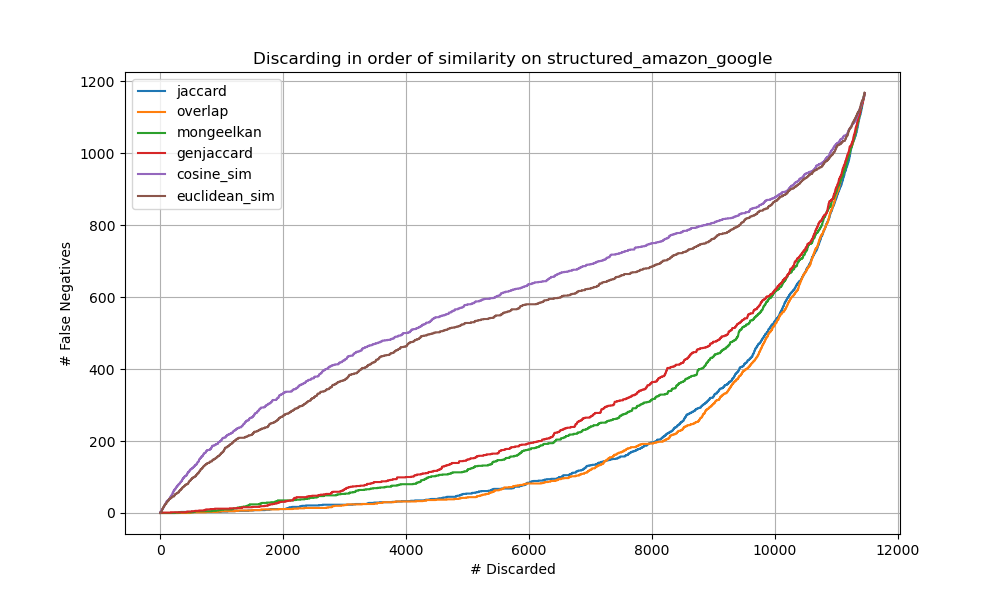 Discarding in order of similarity on structured_amazon_google
jaccard
overlap
mongeelkan
genjaccard
cosine_sim
euclidean_sim
# False Negatives
1200
1000
800
600
400
200
0
0 2000 4000 6000 8000 10000 12000
# Discarded